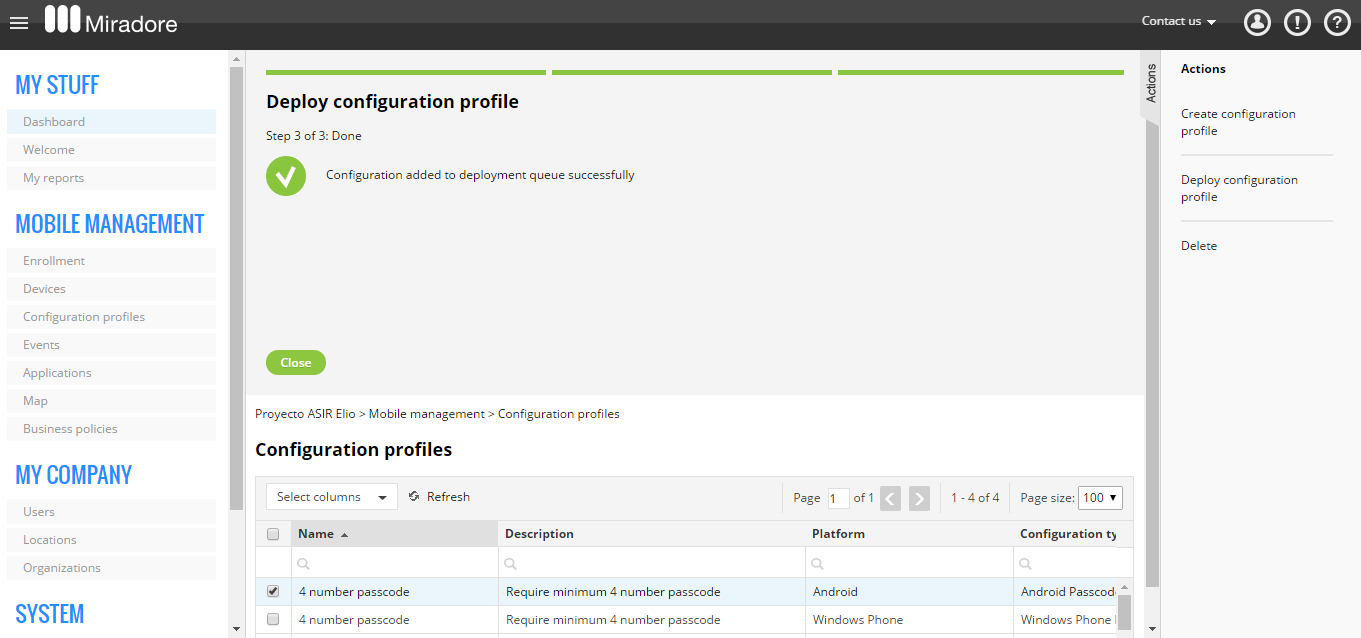 Miradore
Contact us
MY STUFF
Dashboard
Welcome
My reports
MOBILE MANAGEMENT
Enrollment
Devices
Configuration profiles
Events
Applications
Map
Business policies
MY COMPANY
Users
Locations
Organizations
SYSTEM
Deploy configuration profile
Step 3 of 3: Done
Configuration added to deployment queue successfully
Close
Proyecto ASIR Elio > Mobile management > Configuration profiles
Configuration profiles
Select columns Refresh Page 1 of 1 1 - 4 of 4 Page size: 100
Name Description Platform Configuration ty
4 number passcode Require minimum 4 number passcode Android Android Passcod
4 number passcode Require minimum 4 number passcode Windows Phone Windows Phone
Actions
Actions
Create configuration
profile
Deploy configuration
profile
Delete